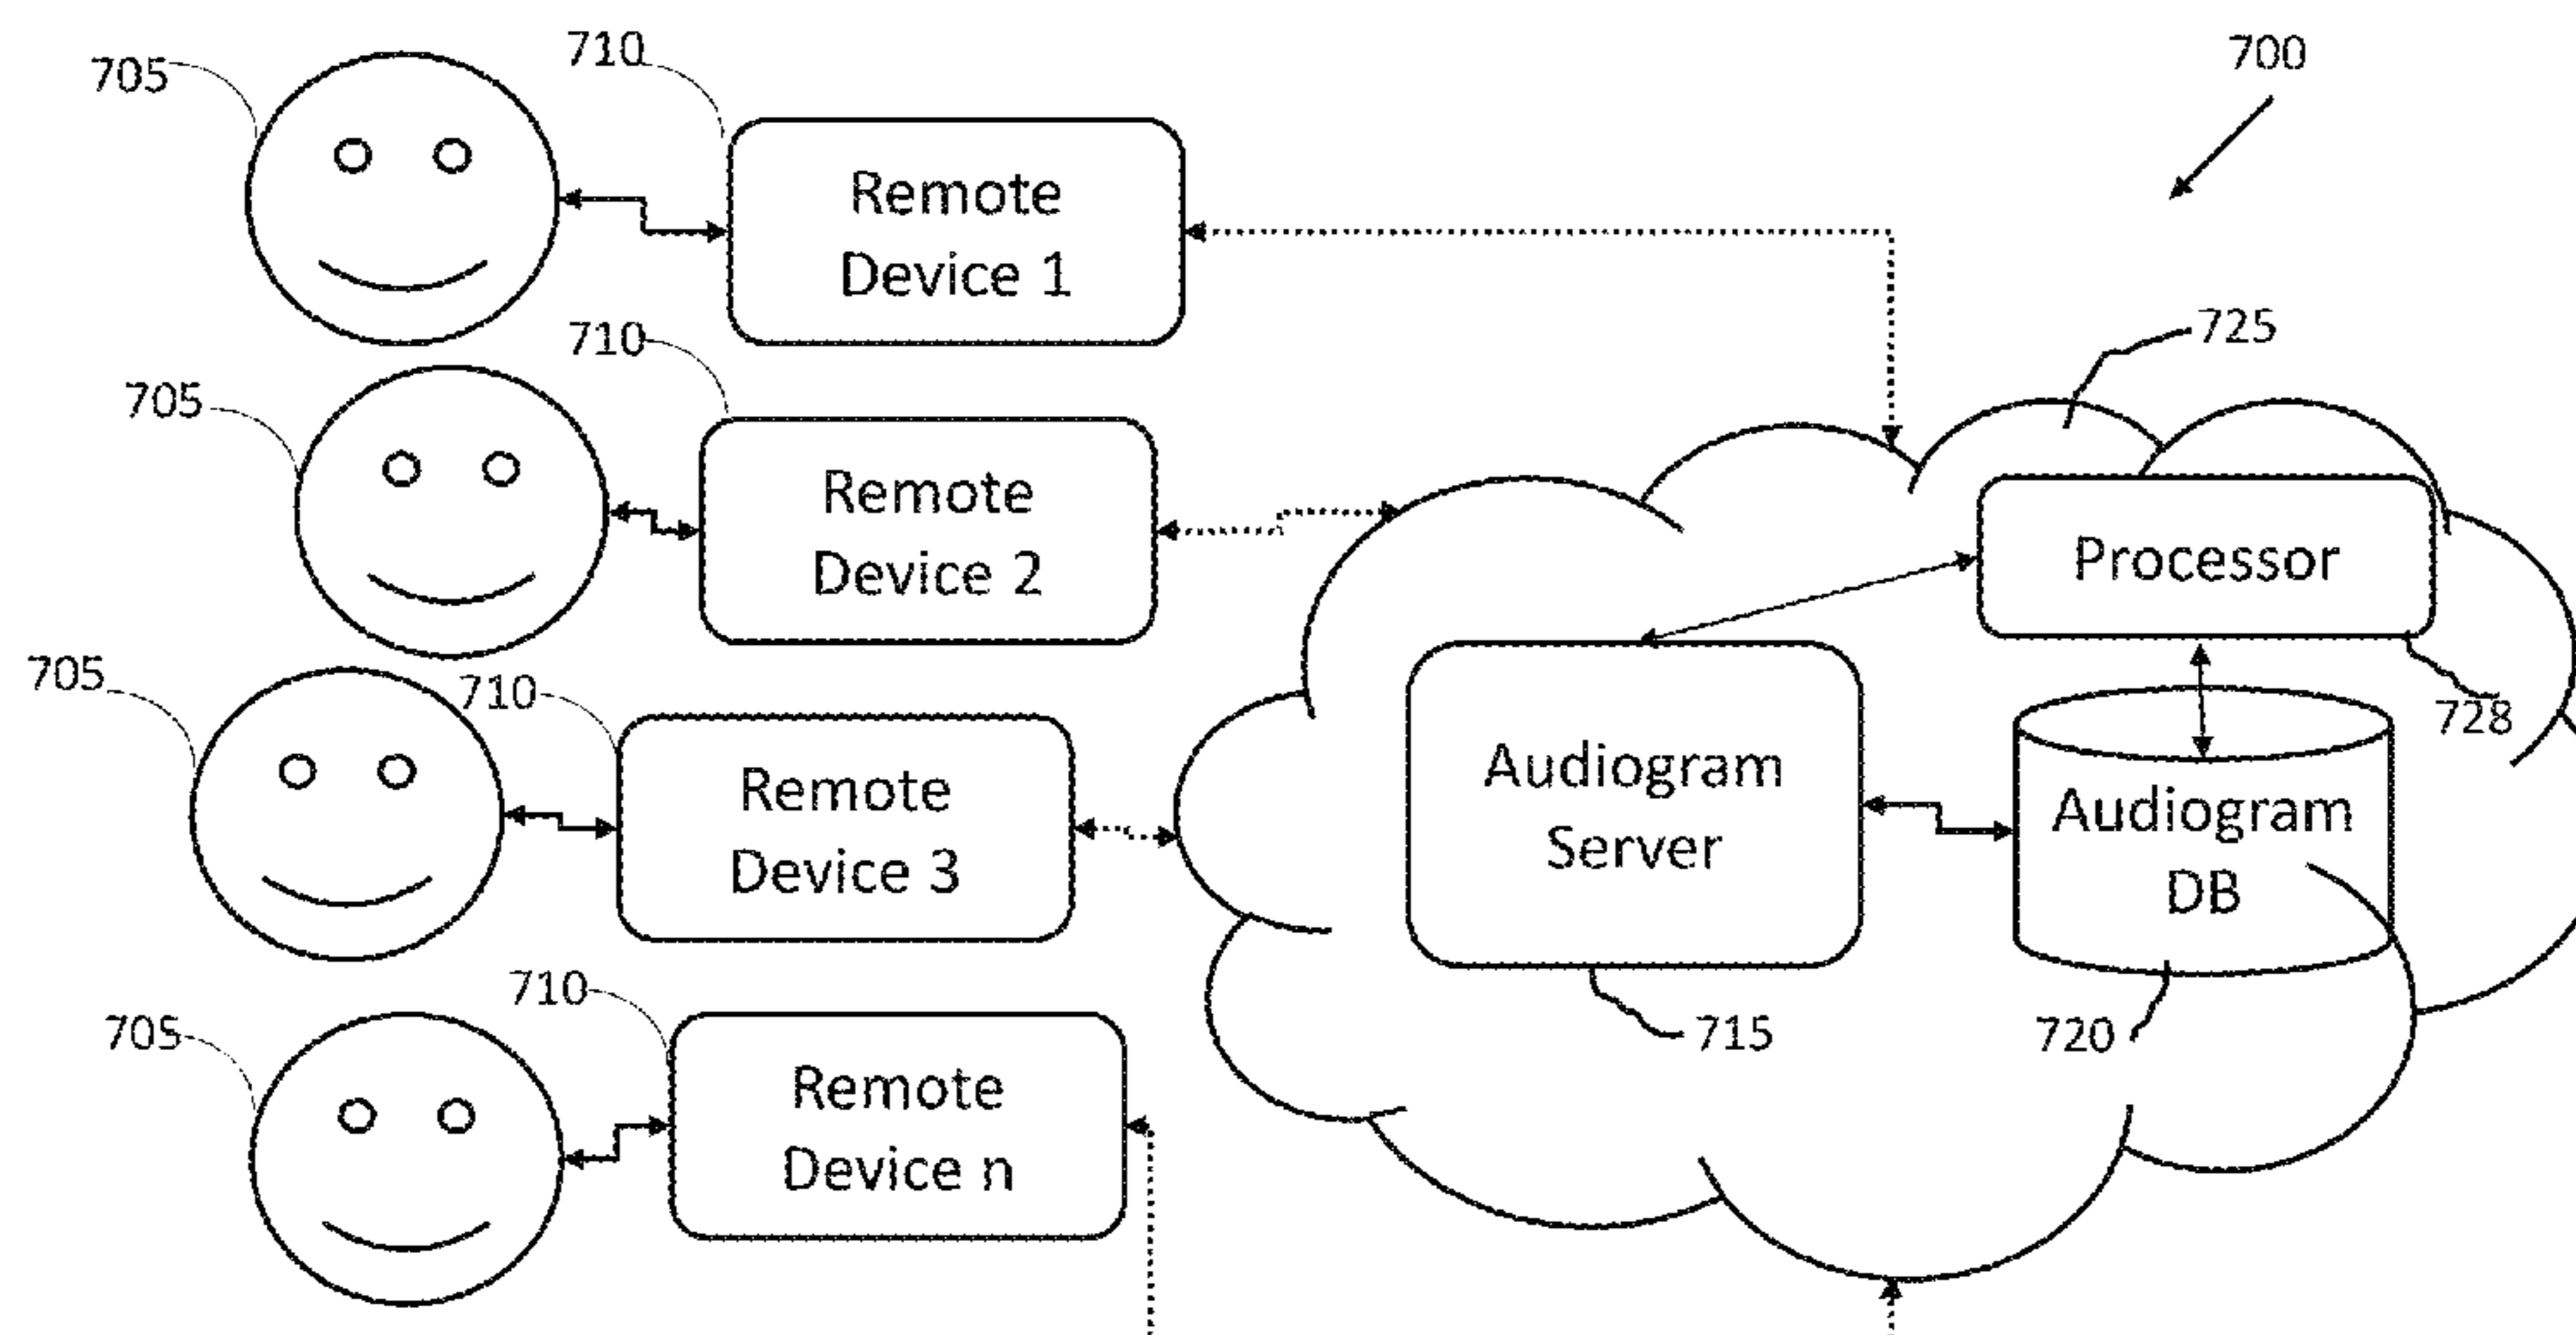 705
710
Remote
Device 1
700
705
710
Remote
Device 2
725
Processor
728
705
710
Remote
Device 3
Audiogram
Server
Audiogram
DB
715
720
705
710
Remote
Device n